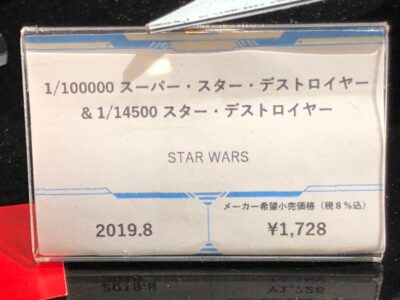 1/100000 スーパー・スター・デストロイヤー
& 1/14500 スター・デストロイヤー
STAR WARS
メーカー希望小売価格（税8％込）
2019.8
¥1,728